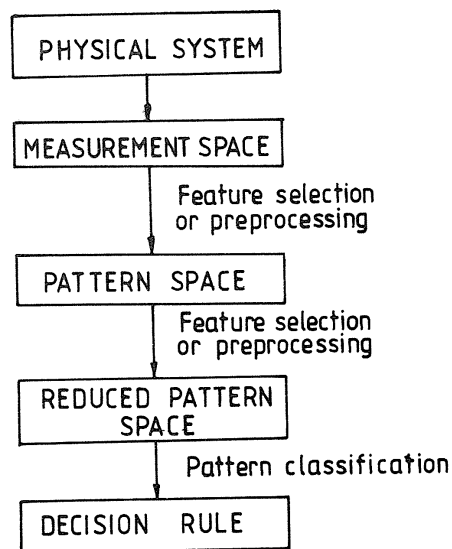 PHYSICAL SYSTEM
MEASUREMENT SPACE
Feature selection
or preprocessing
PATTERN SPACE
Feature selection
or preprocessing
REDUCED PATTERN
SPACE
Pattern classification
DECISION RULE